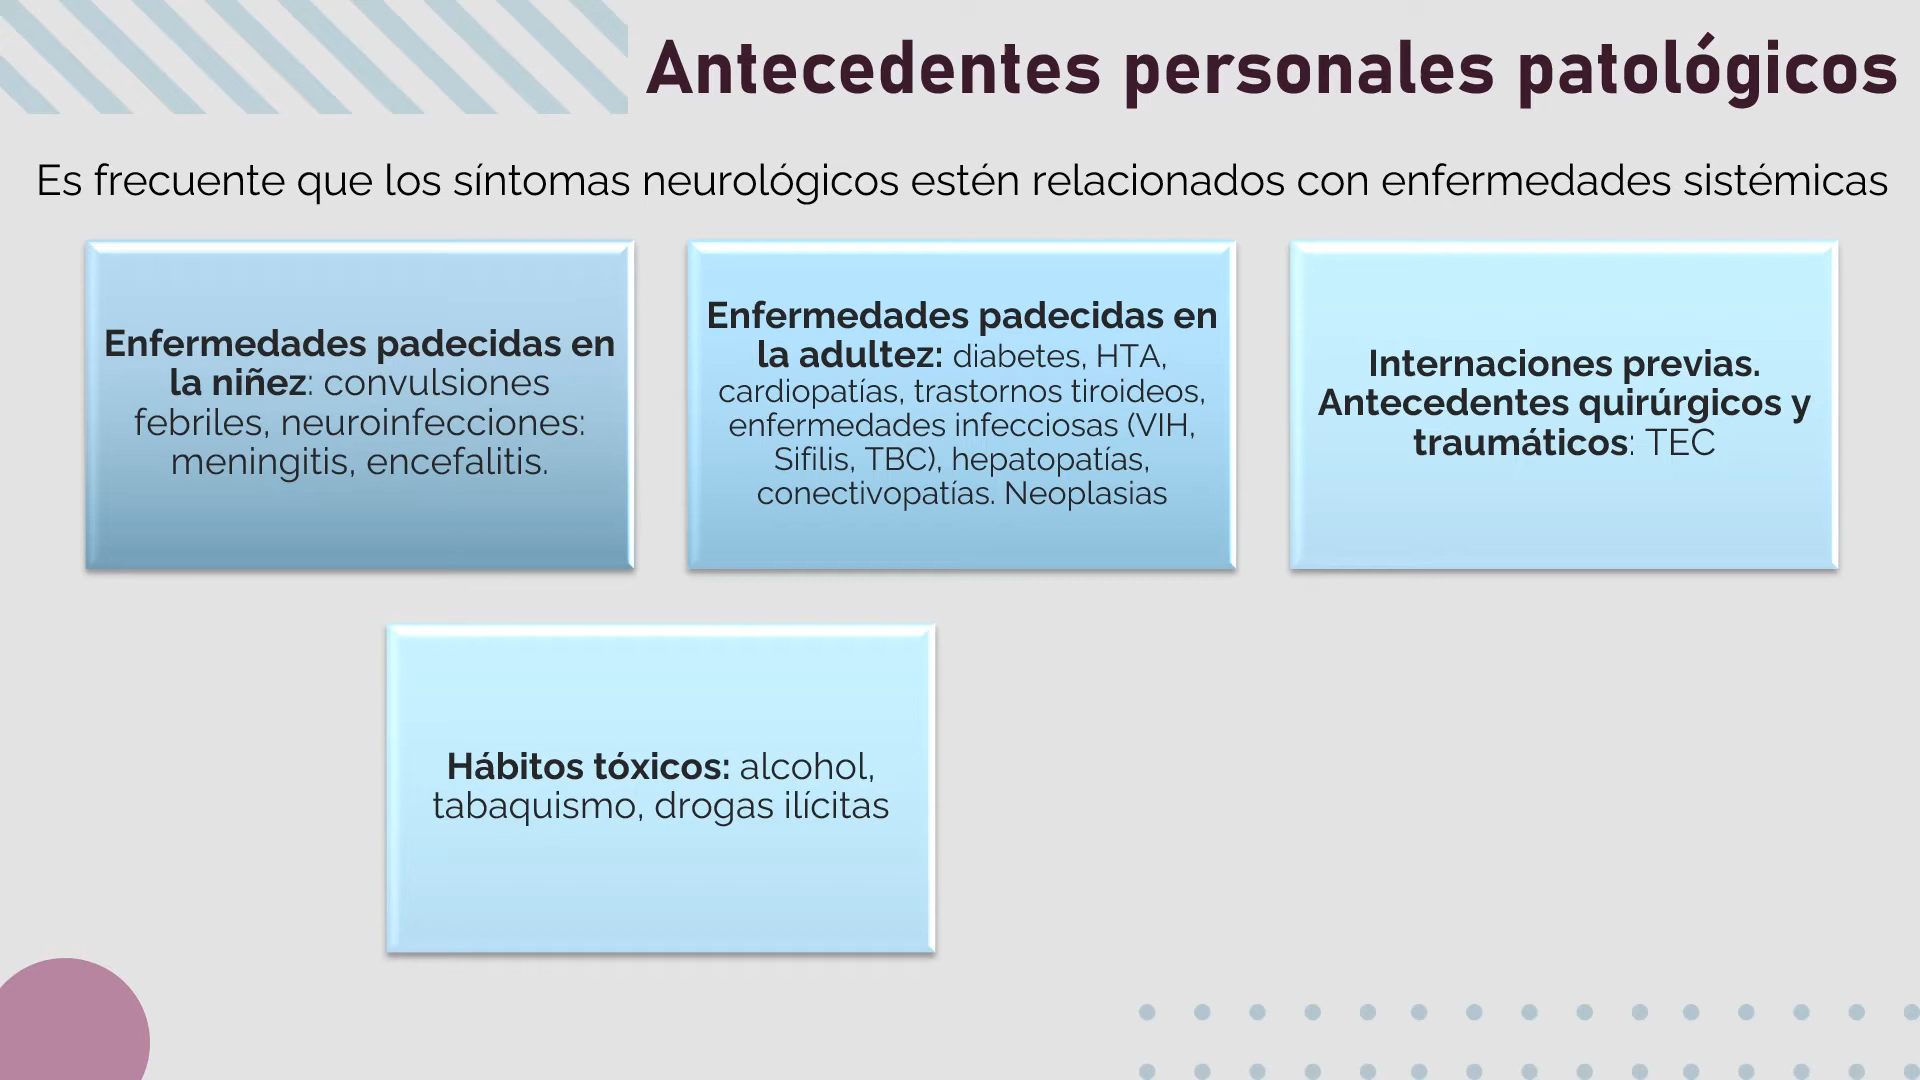 Antecedentes personales patológicos
Es frecuente que los síntomas neurológicos estén relacionados con enfermedades sistémicas
Enfermedades padecidas en
la niñez: convulsiones
febriles, neuroinfecciones:
meningitis, encefalitis.
Enfermedades padecidas en
la adultez: diabetes, HTA,
cardiopatías, trastornos tiroideos,
enfermedades infecciosas (VIH,
Sifilis, TBC), hepatopatías,
conectivopatías. Neoplasias
Internaciones previas.
Antecedentes quirúrgicos y
traumáticos: TEC
Hábitos tóxicos: alcohol,
tabaquismo, drogas ilícitas